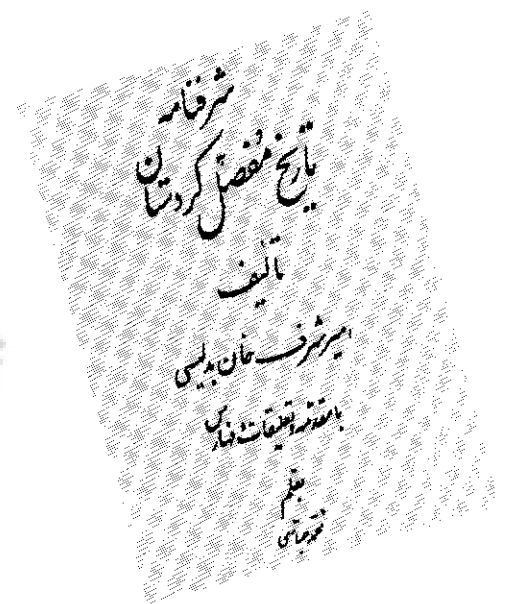 شرفنامه
تاریخ مفصل کردستان
تألیف
امیر شرف خان بدلیسی
با مقدمه و تعلیقات و فهارس
بقلم
محمد عباسی